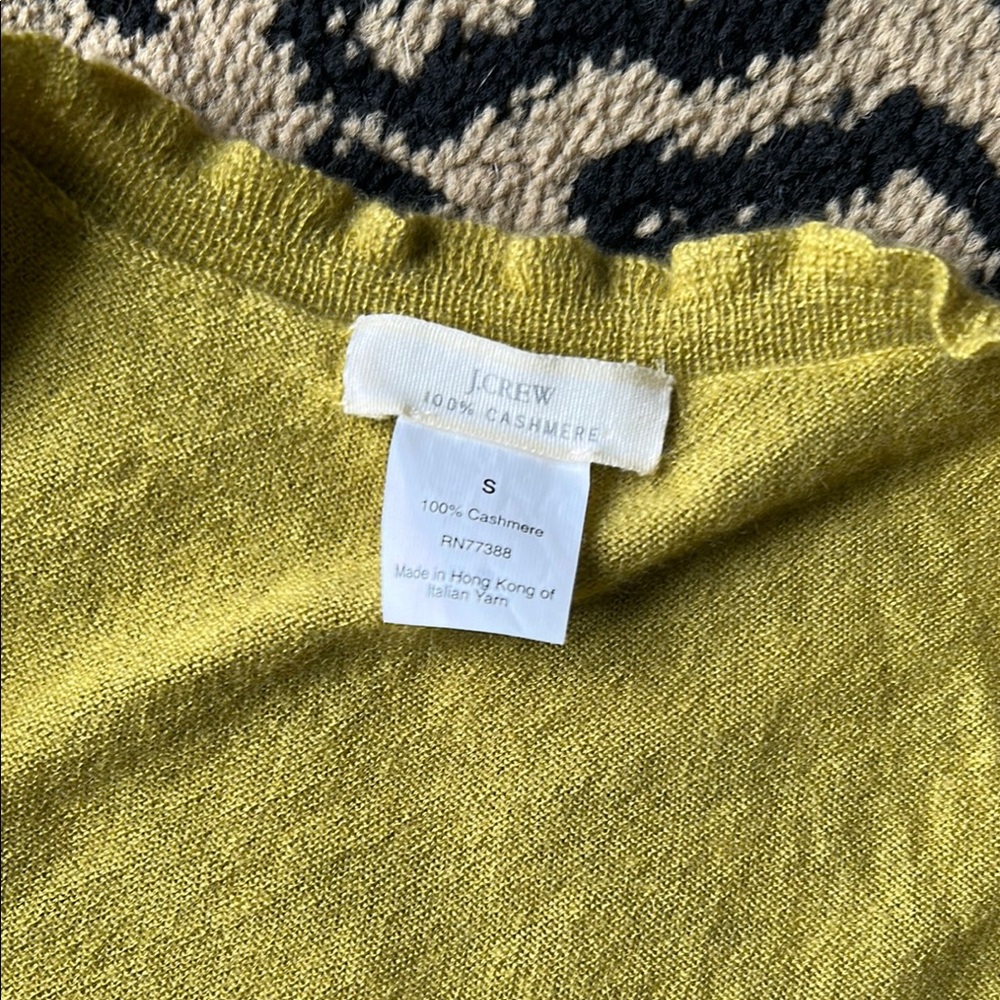 J.CREW
100% CASHMERE
S
100% Cashmere
RN77388
Made in Hong Kong of
Italian Yarn